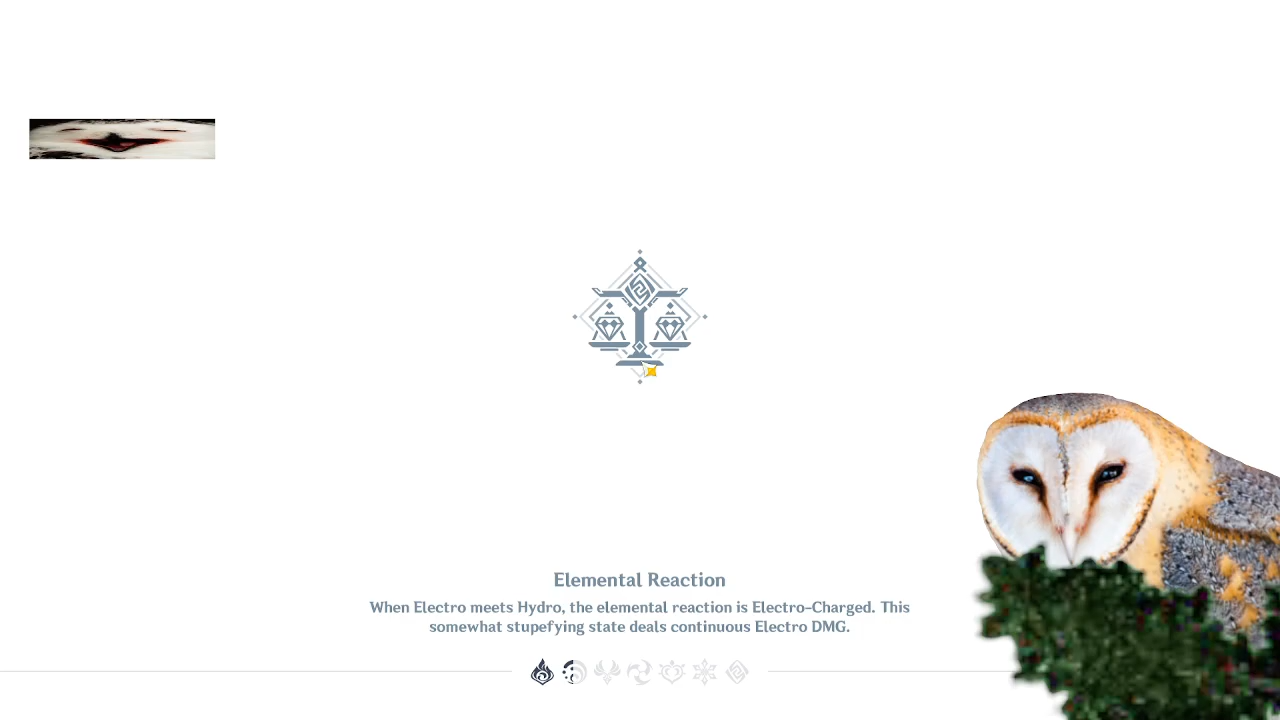 Elemental Reaction
When Electro meets Hydro, the elemental reaction is Electro-Charged. This
somewhat stupefying state deals continuous Electro DMG.